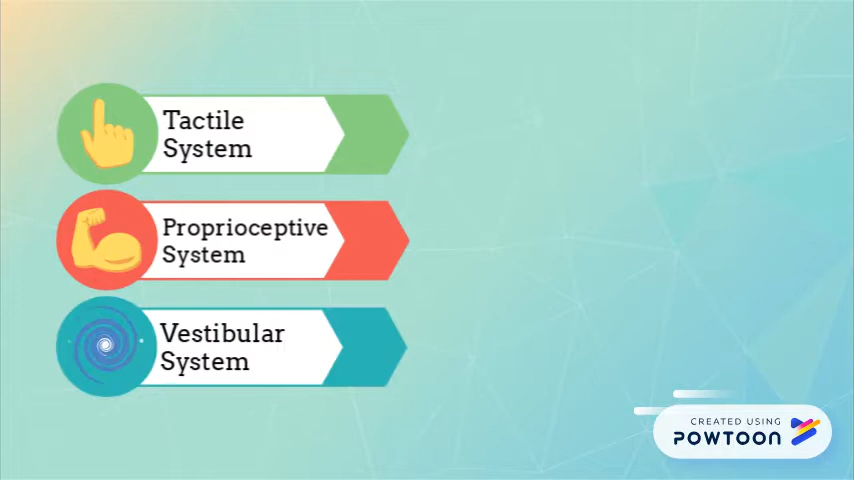 Tactile
System
Proprioceptive
System
Vestibular
System
CREATED USING
POWTOON